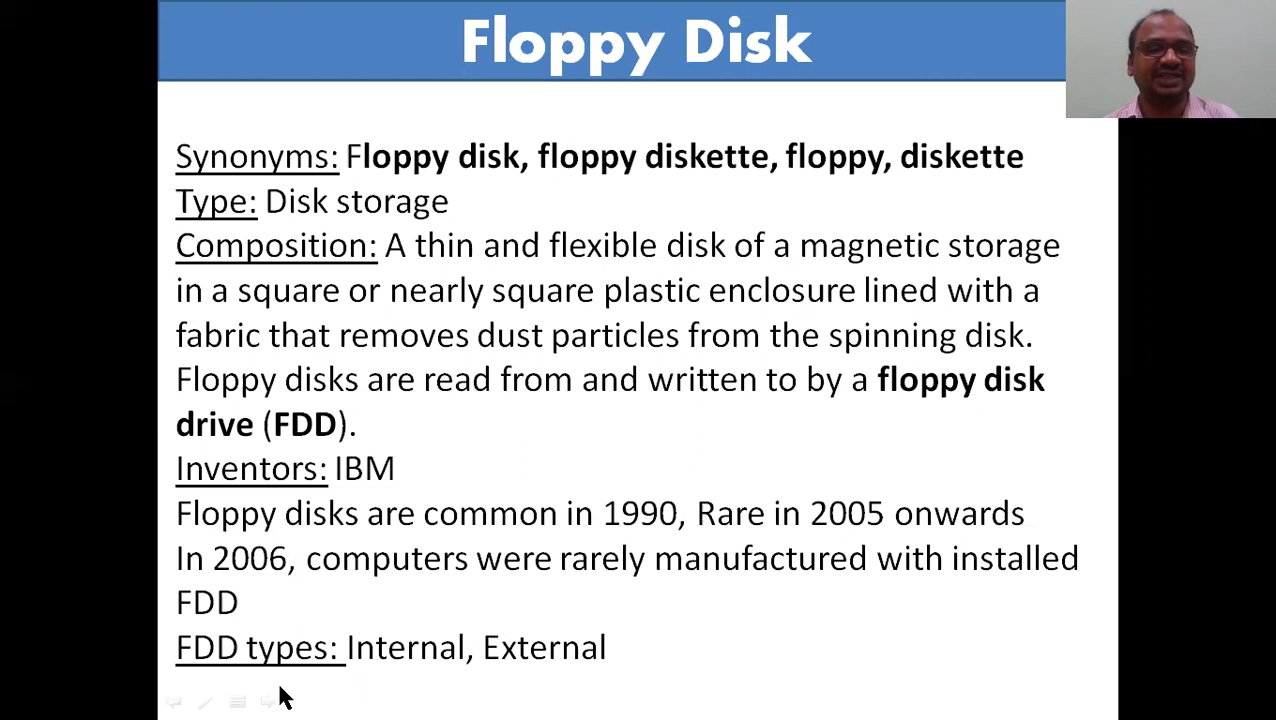 Floppy Disk
Synonyms: Floppy disk, floppy diskette, floppy, diskette
Type: Disk storage
Composition: A thin and flexible disk of a magnetic storage
in a square or nearly square plastic enclosure lined with a
fabric that removes dust particles from the spinning disk.
Floppy disks are read from and written to by a floppy disk
drive (FDD).
Inventors: IBM
Floppy disks are common in 1990, Rare in 2005 onwards
In 2006, computers were rarely manufactured with installed
FDD
FDD types: Internal, External